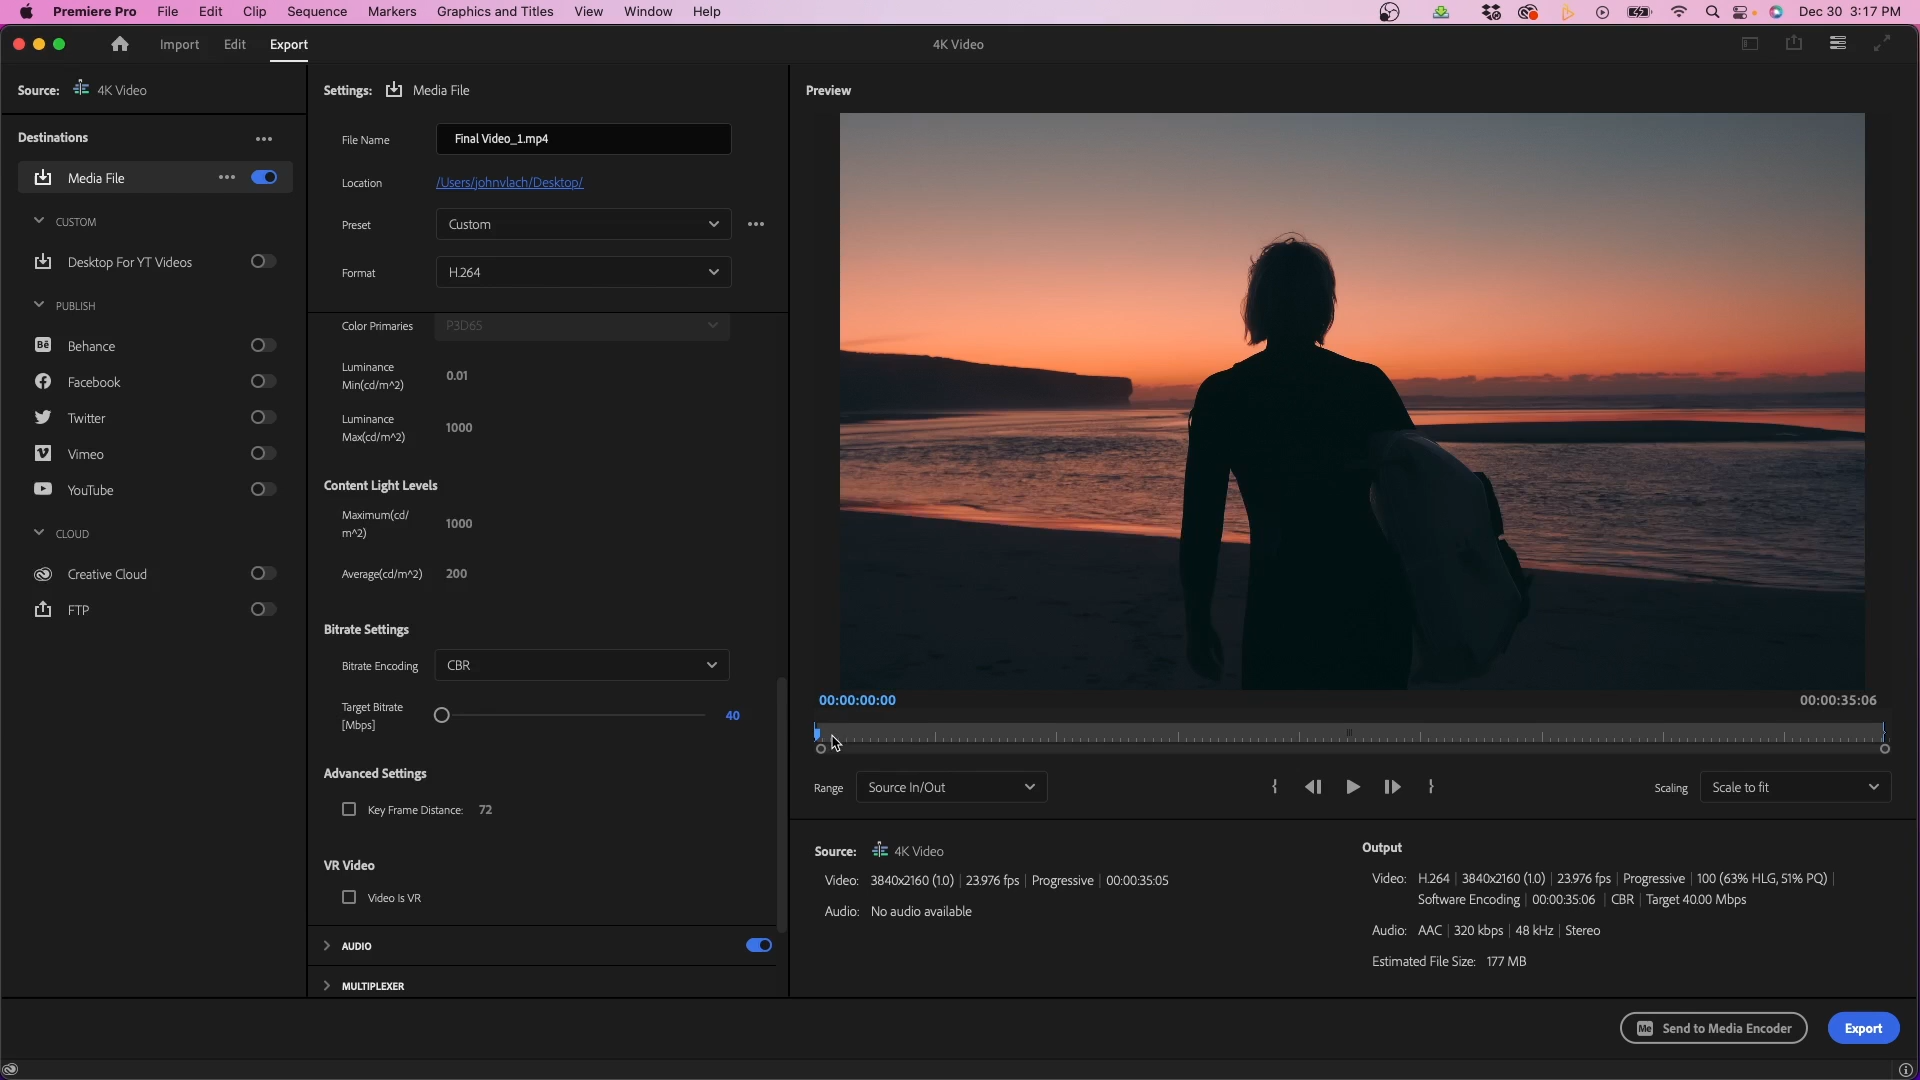 Premiere Pro File Edit Clip Sequence Markers Graphics and Titles View Window Help Dec 30 3:17 PM
Import Edit Export 4K Video
Source: 4K Video
Destinations
Media File
CUSTOM
Desktop For YT Videos
PUBLISH
Bē Behance
Facebook
Twitter
Vimeo
YouTube
CLOUD
Creative Cloud
FTP
Settings: Media File
File Name Final Video_1.mp4
Location /Users/johnvlach/Desktop/
Preset Custom
Format H.264
Color Primaries P3D65
Luminance
Min(cd/m^2) 0.01
Luminance
Max(cd/m^2) 1000
Content Light Levels
Maximum(cd/
m^2) 1000
Average(cd/m^2) 200
Bitrate Settings
Bitrate Encoding CBR
Target Bitrate
[Mbps] 40
Advanced Settings
Key Frame Distance: 72
VR Video
Video Is VR
AUDIO
MULTIPLEXER
Preview
00:00:00:00 00:00:35:06
Range Source In/Out Scaling Scale to fit
Source: 4K Video
Video: 3840x2160 (1.0) | 23.976 fps | Progressive | 00:00:35:05
Audio: No audio available
Output
Video: H.264 | 3840x2160 (1.0) | 23.976 fps | Progressive | 100 (63% HLG, 51% PQ) |
Software Encoding | 00:00:35:06 | CBR | Target 40.00 Mbps
Audio: AAC | 320 kbps | 48 kHz | Stereo
Estimated File Size: 177 MB
Me Send to Media Encoder Export